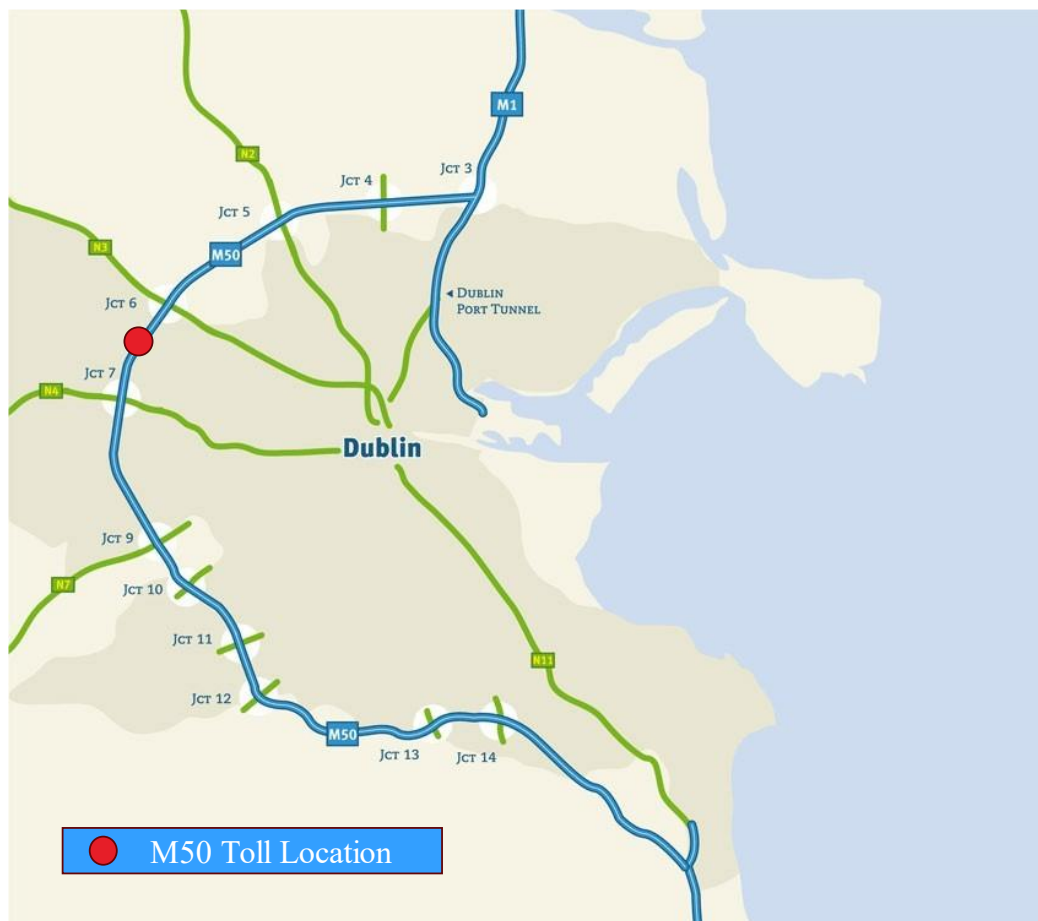 M1
N2
Jct 3
Jct 4
Jct 5
N3
M50
Jct 6
Dublin
Port Tunnel
Jct 7
N4
Dublin
Jct 9
N7
Jct 10
Jct 11
N11
Jct 12
M50
Jct 13
Jct 14
M50 Toll Location